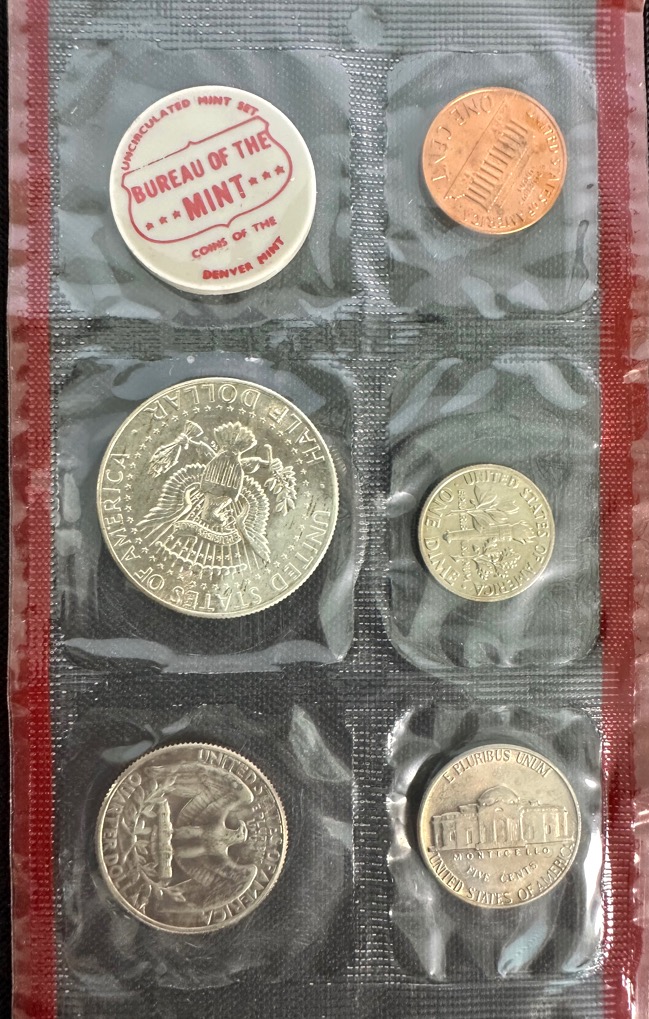 UNCIRCULATED MINT SET
BUREAU OF THE
MINT
COINS OF THE
DENVER MINT
ONE CENT
UNITED STATES OF AMERICA
HALF DOLLAR
UNITED STATES OF AMERICA
UNITED STATES OF AMERICA
ONE DIME
UNITED STATES OF AMERICA
QUARTER DOLLAR
E PLURIBUS UNUM
MONTICELLO
FIVE CENTS
UNITED STATES OF AMERICA